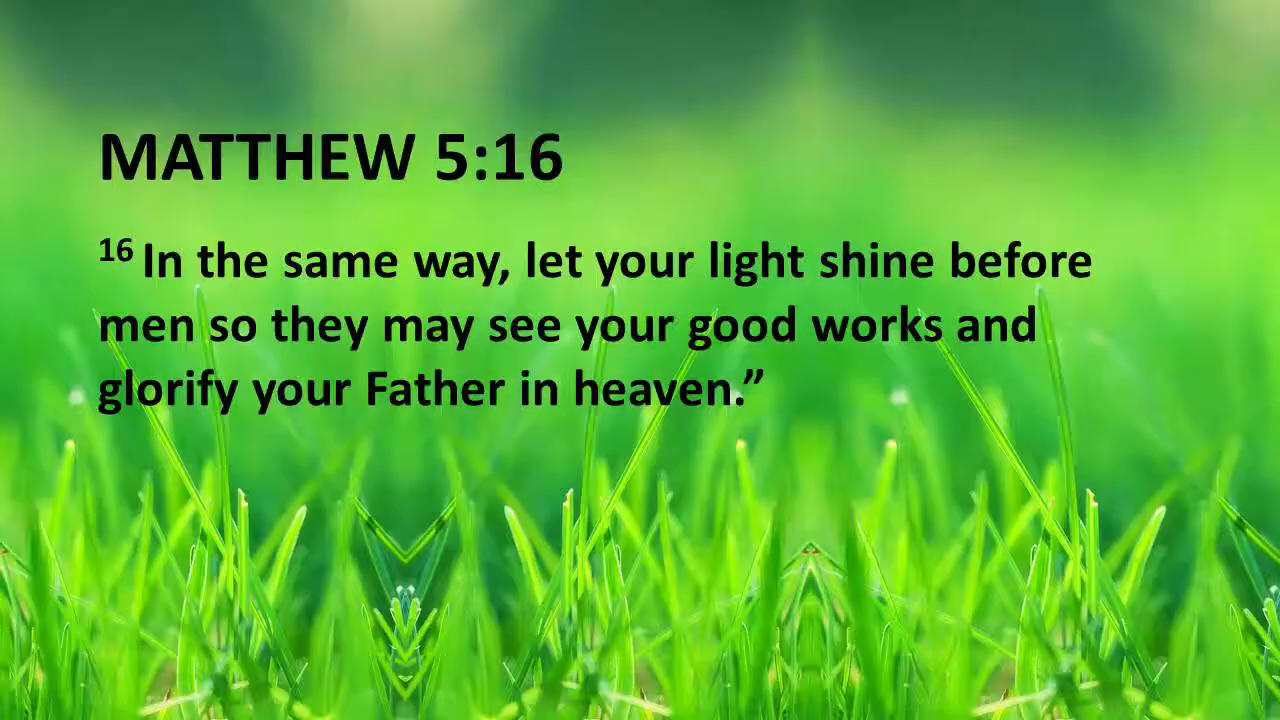 MATTHEW 5:16
16 In the same way, let your light shine before
men so they may see your good works and
glorify your Father in heaven.”